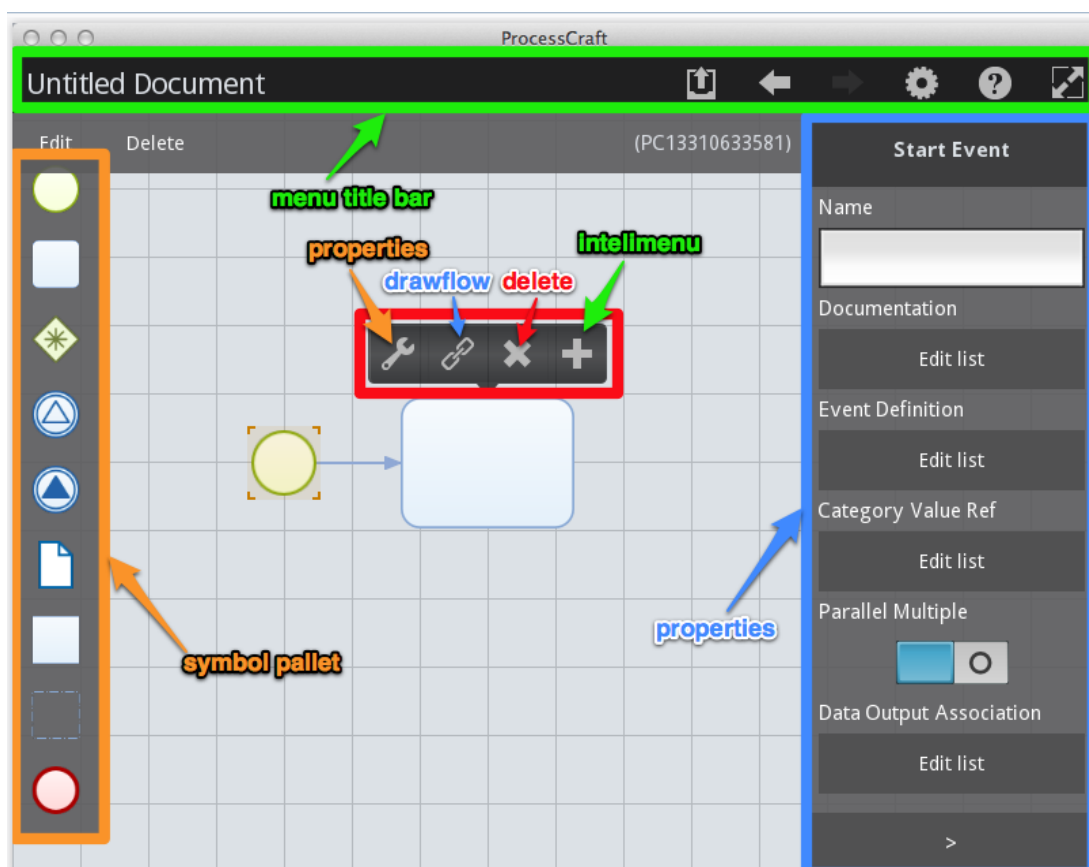 ProcessCraft
Untitled Document
Edit Delete (PC13310633581)
Start Event
menu title bar
Name
properties
intelimenu
drawflow delete
Documentation
Edit list
Event Definition
Edit list
Category Value Ref
Edit list
Parallel Multiple
properties
symbol pallet
Data Output Association
Edit list
>